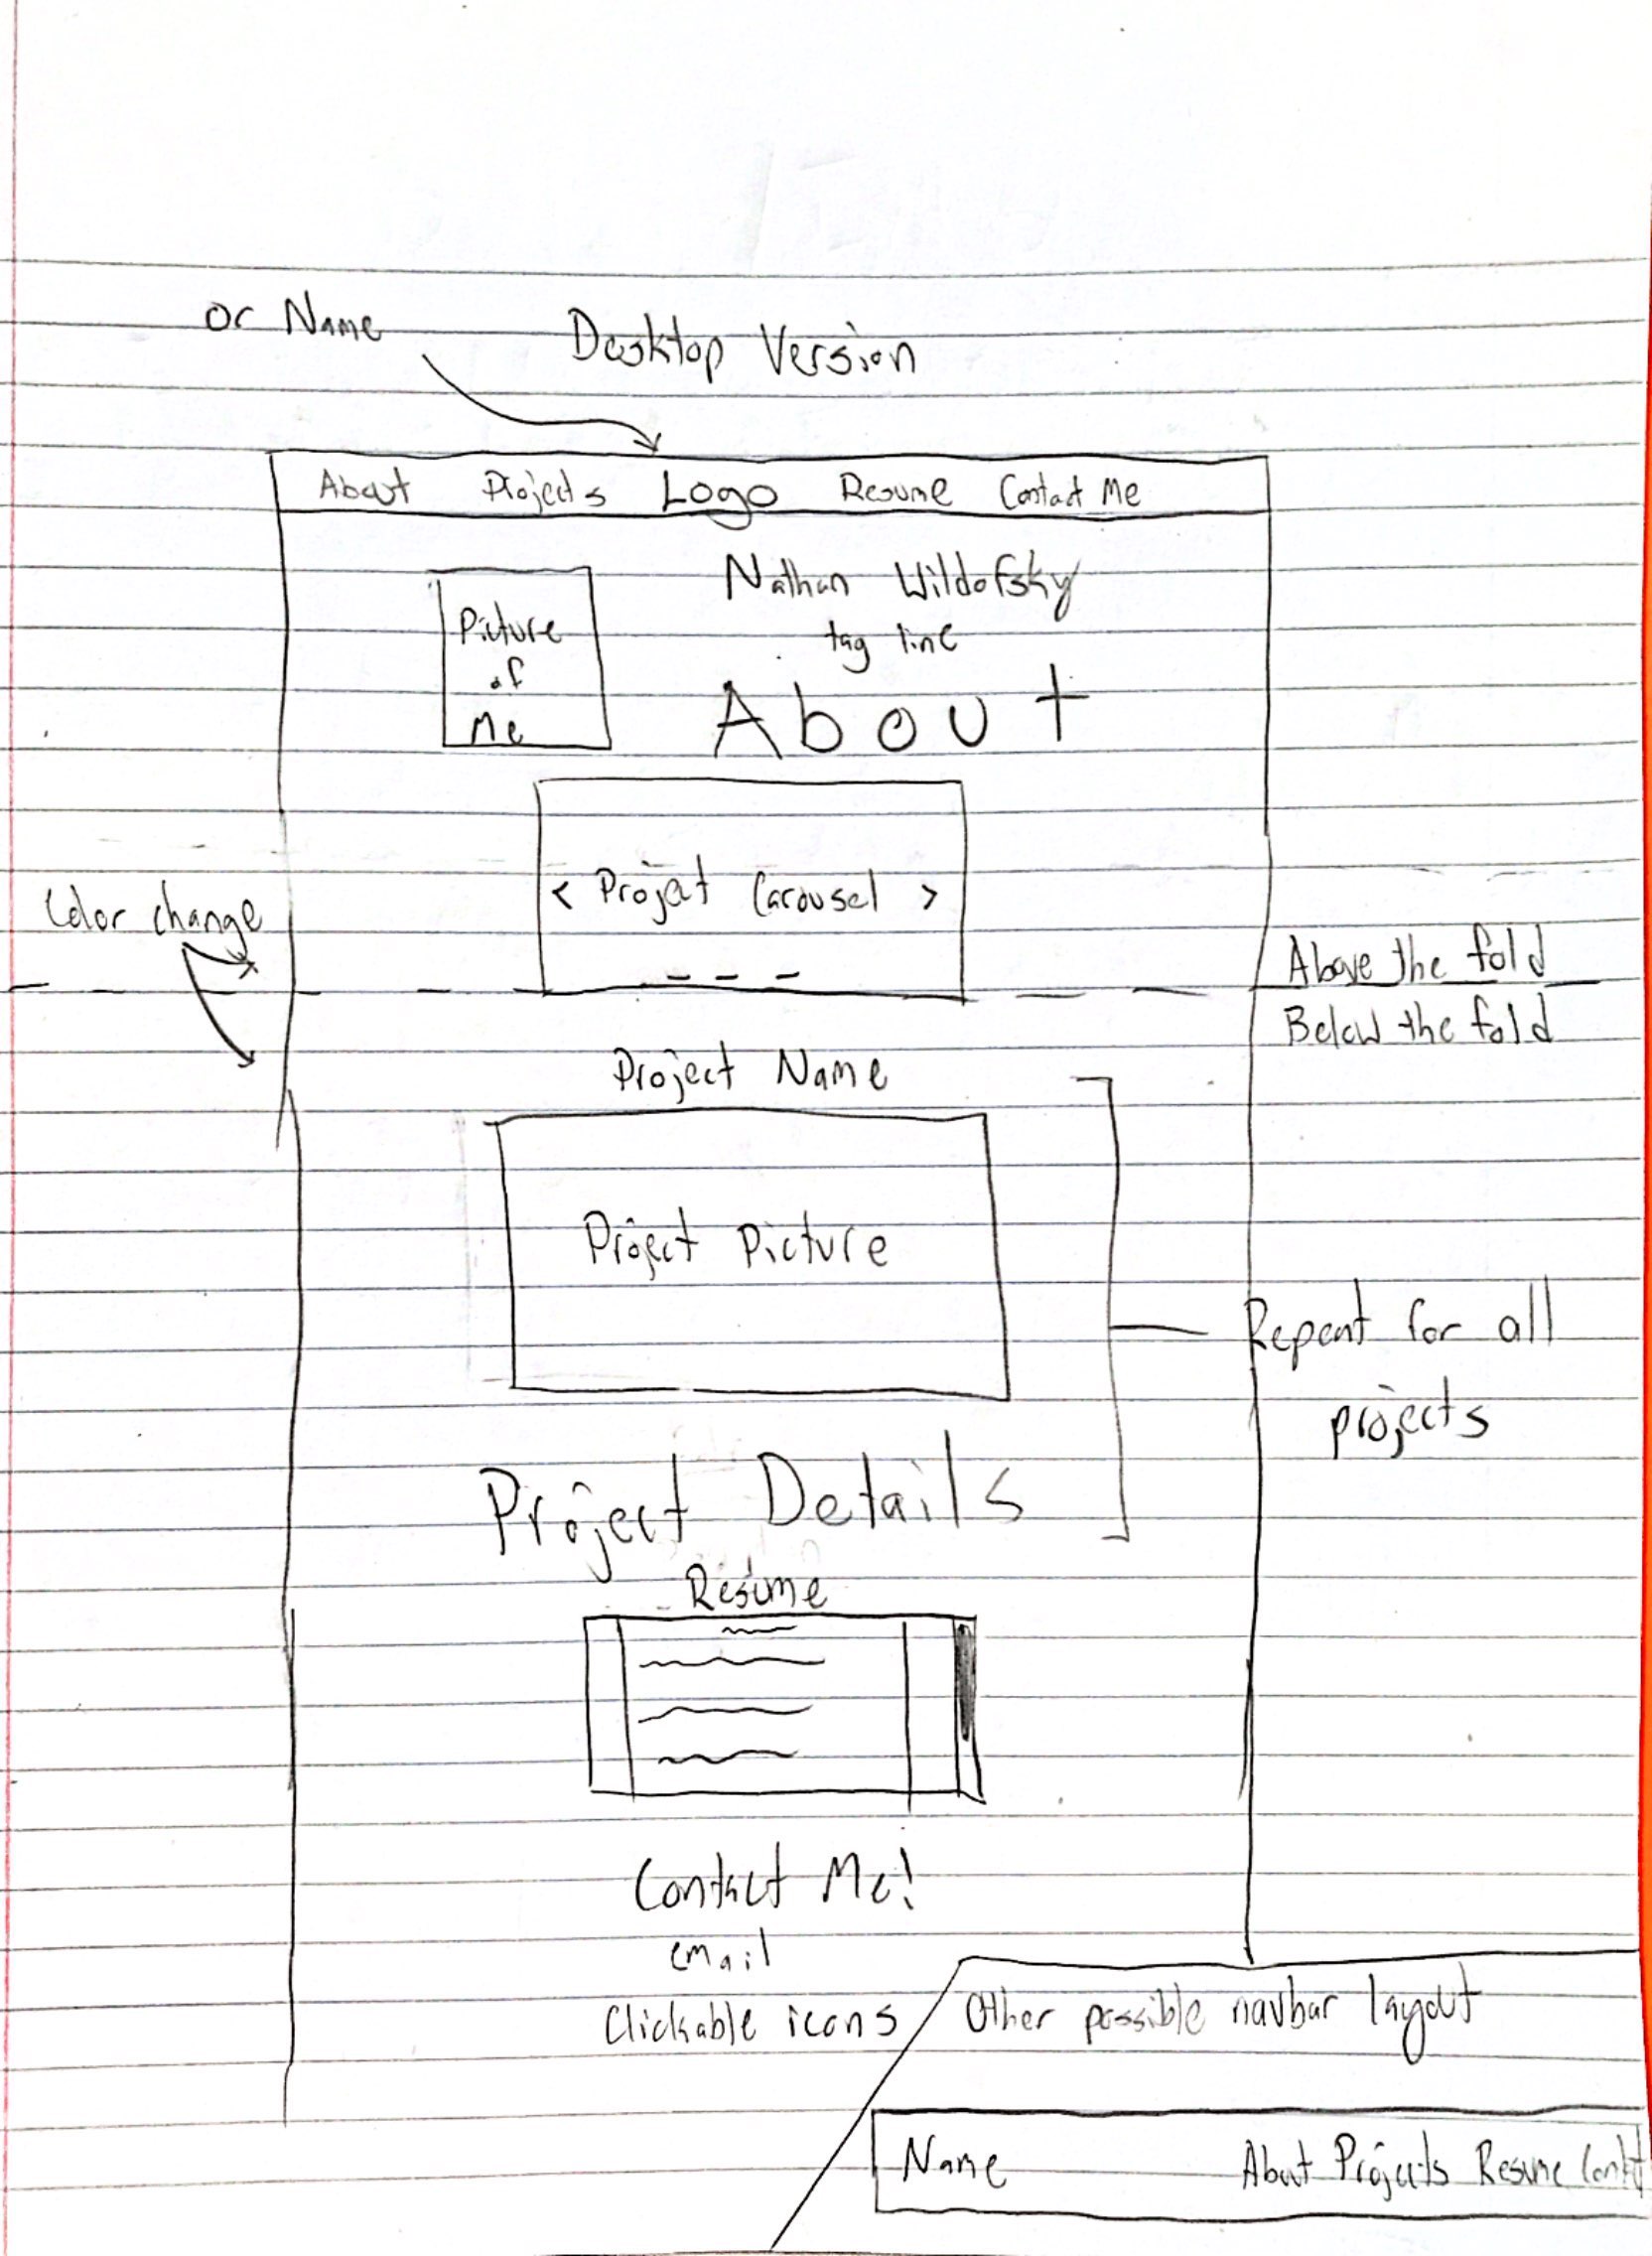 or Name
Desktop Version
About Projects Logo Resume Contact Me
Nathan Wildofsky
tag line
Picture
of
Me
About
< Project Carousel >
Color change
Above the fold
Below the fold
Project Name
Project Picture
Repeat for all
projects
Project Details
Resume
Contact Me!
email
Clickable icons
Other possible navbar layout
Name About Projects Resume Contt